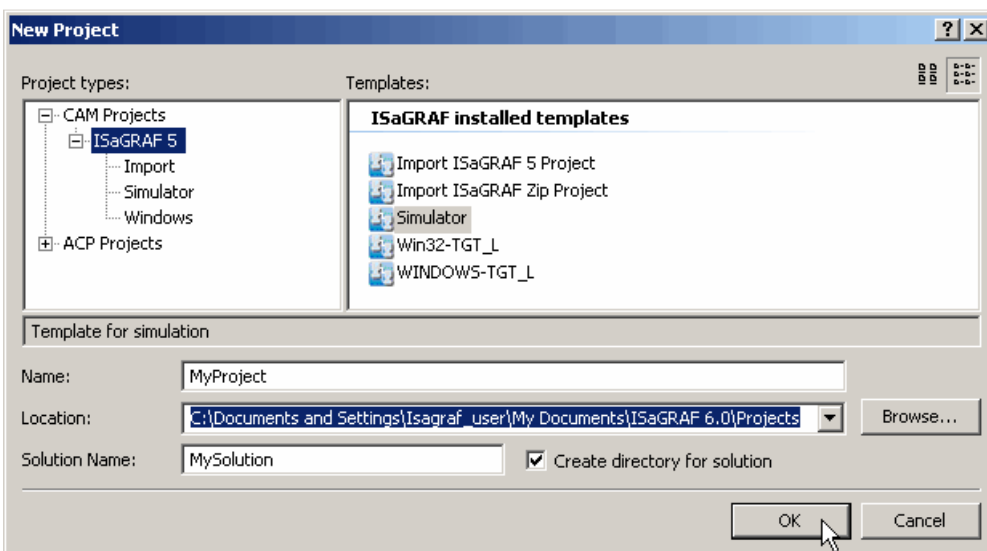 New Project
Project types:
Templates:
CAM Projects
ISaGRAF 5
Import
Simulator
Windows
ACP Projects
ISaGRAF installed templates
Import ISaGRAF 5 Project
Import ISaGRAF Zip Project
Simulator
Win32-TGT_L
WINDOWS-TGT_L
Template for simulation
Name:
MyProject
Location:
C:\Documents and Settings\Isagraf_user\My Documents\ISaGRAF 6.0\Projects
Browse...
Solution Name:
MySolution
Create directory for solution
OK
Cancel